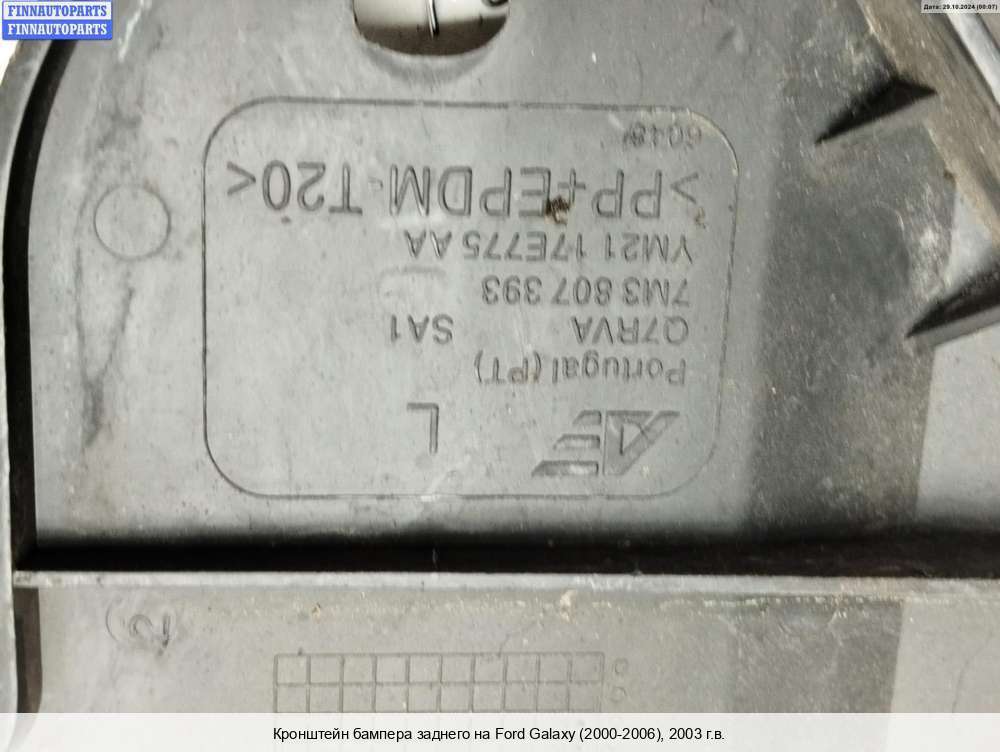 FINNAUTOPARTS
FINNAUTOPARTS
Дата: 29.10.2024 (00:07)
L
Portugal (PT)
Q7RVA SA1
7M3 807 393
YM21 17E775 AA
>PP+EPDM-T20<
Кронштейн бампера заднего на Ford Galaxy (2000-2006), 2003 г.в.